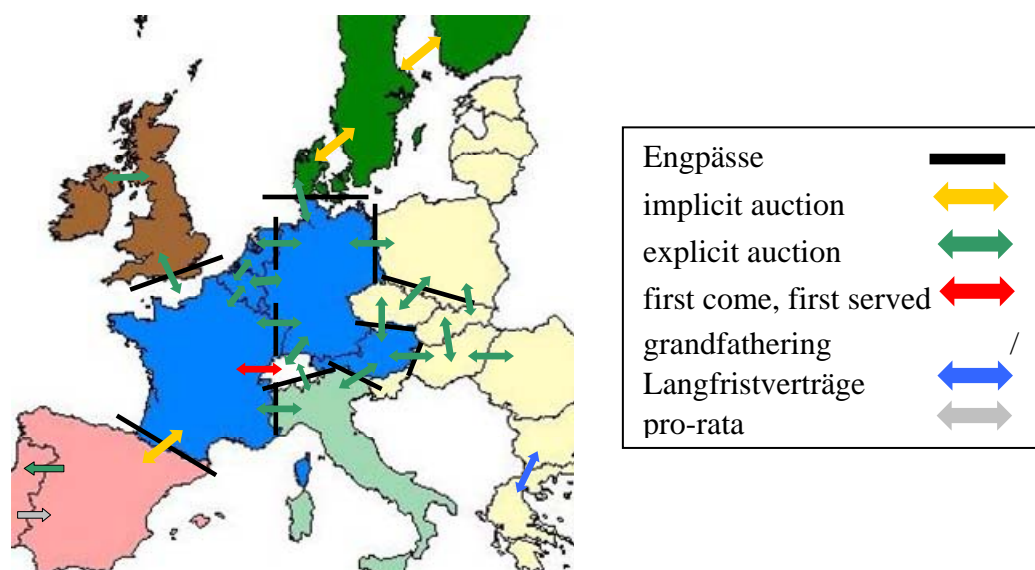 Engpässe
implicit auction
explicit auction
first come, first served
grandfathering /
Langfristverträge
pro-rata